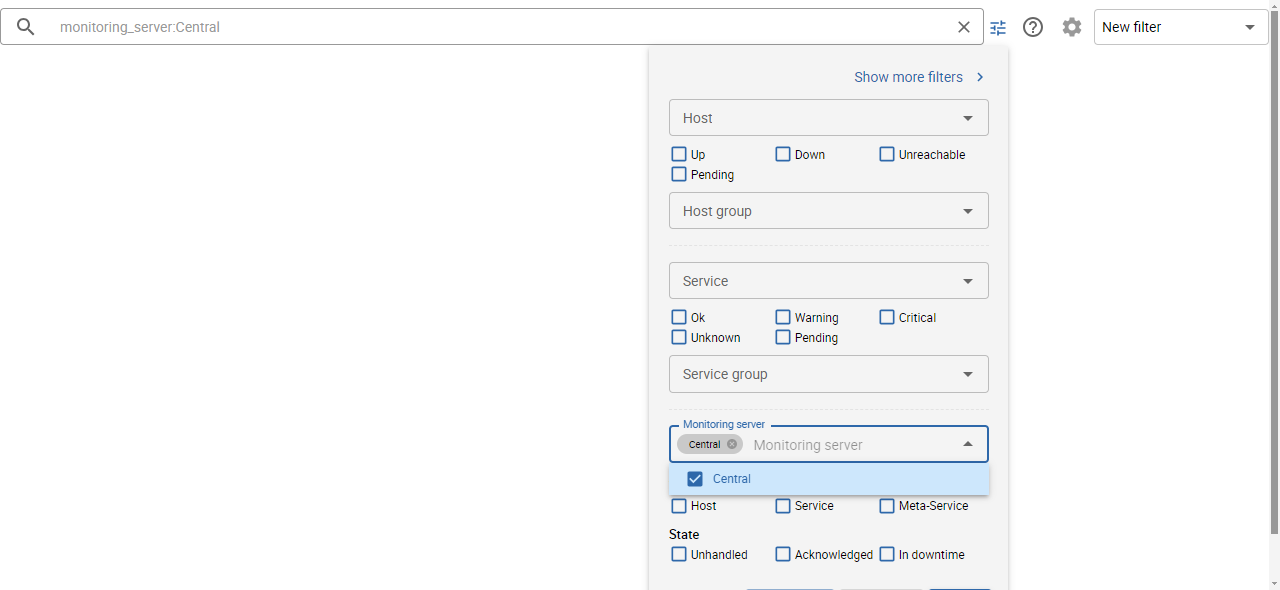 monitoring_server:Central
New filter
Show more filters
Host
Up Down Unreachable
Pending
Host group
Service
Ok Warning Critical
Unknown Pending
Service group
Monitoring server
Central Monitoring server
Central
Host Service Meta-Service
State
Unhandled Acknowledged In downtime